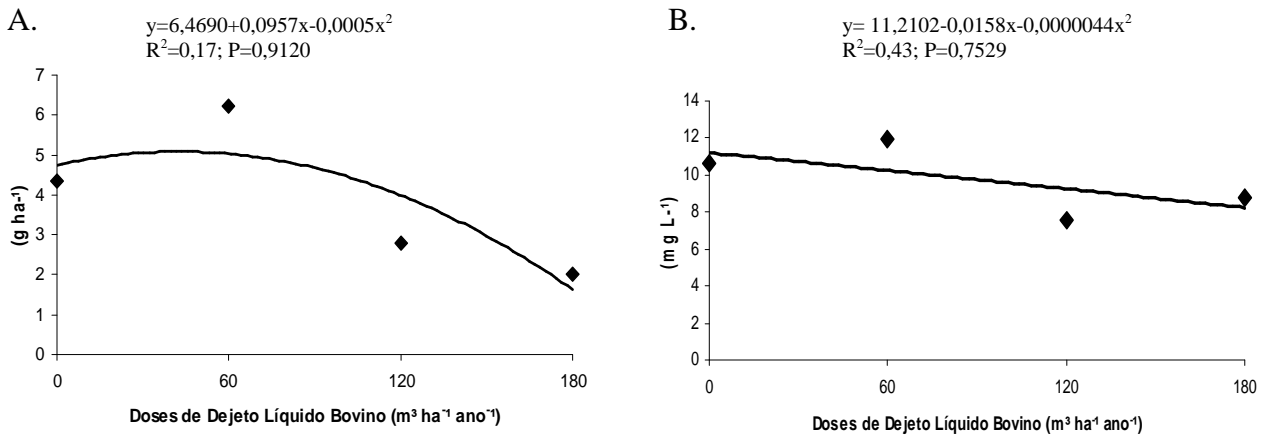 A.
y=6,4690+0,0957x-0,0005x²
R²=0,17; P=0,9120
7
6
5
4
3
2
1
0
(g ha-¹)
0 60 120 180
Doses de Dejeto Líquido Bovino (m³ ha⁻¹ ano⁻¹)
B.
y= 11,2102-0,0158x-0,0000044x²
R²=0,43; P=0,7529
14
12
10
8
6
4
2
0
(mg L-¹)
0 60 120 180
Doses de Dejeto Líquido Bovino (m³ ha⁻¹ ano⁻¹)